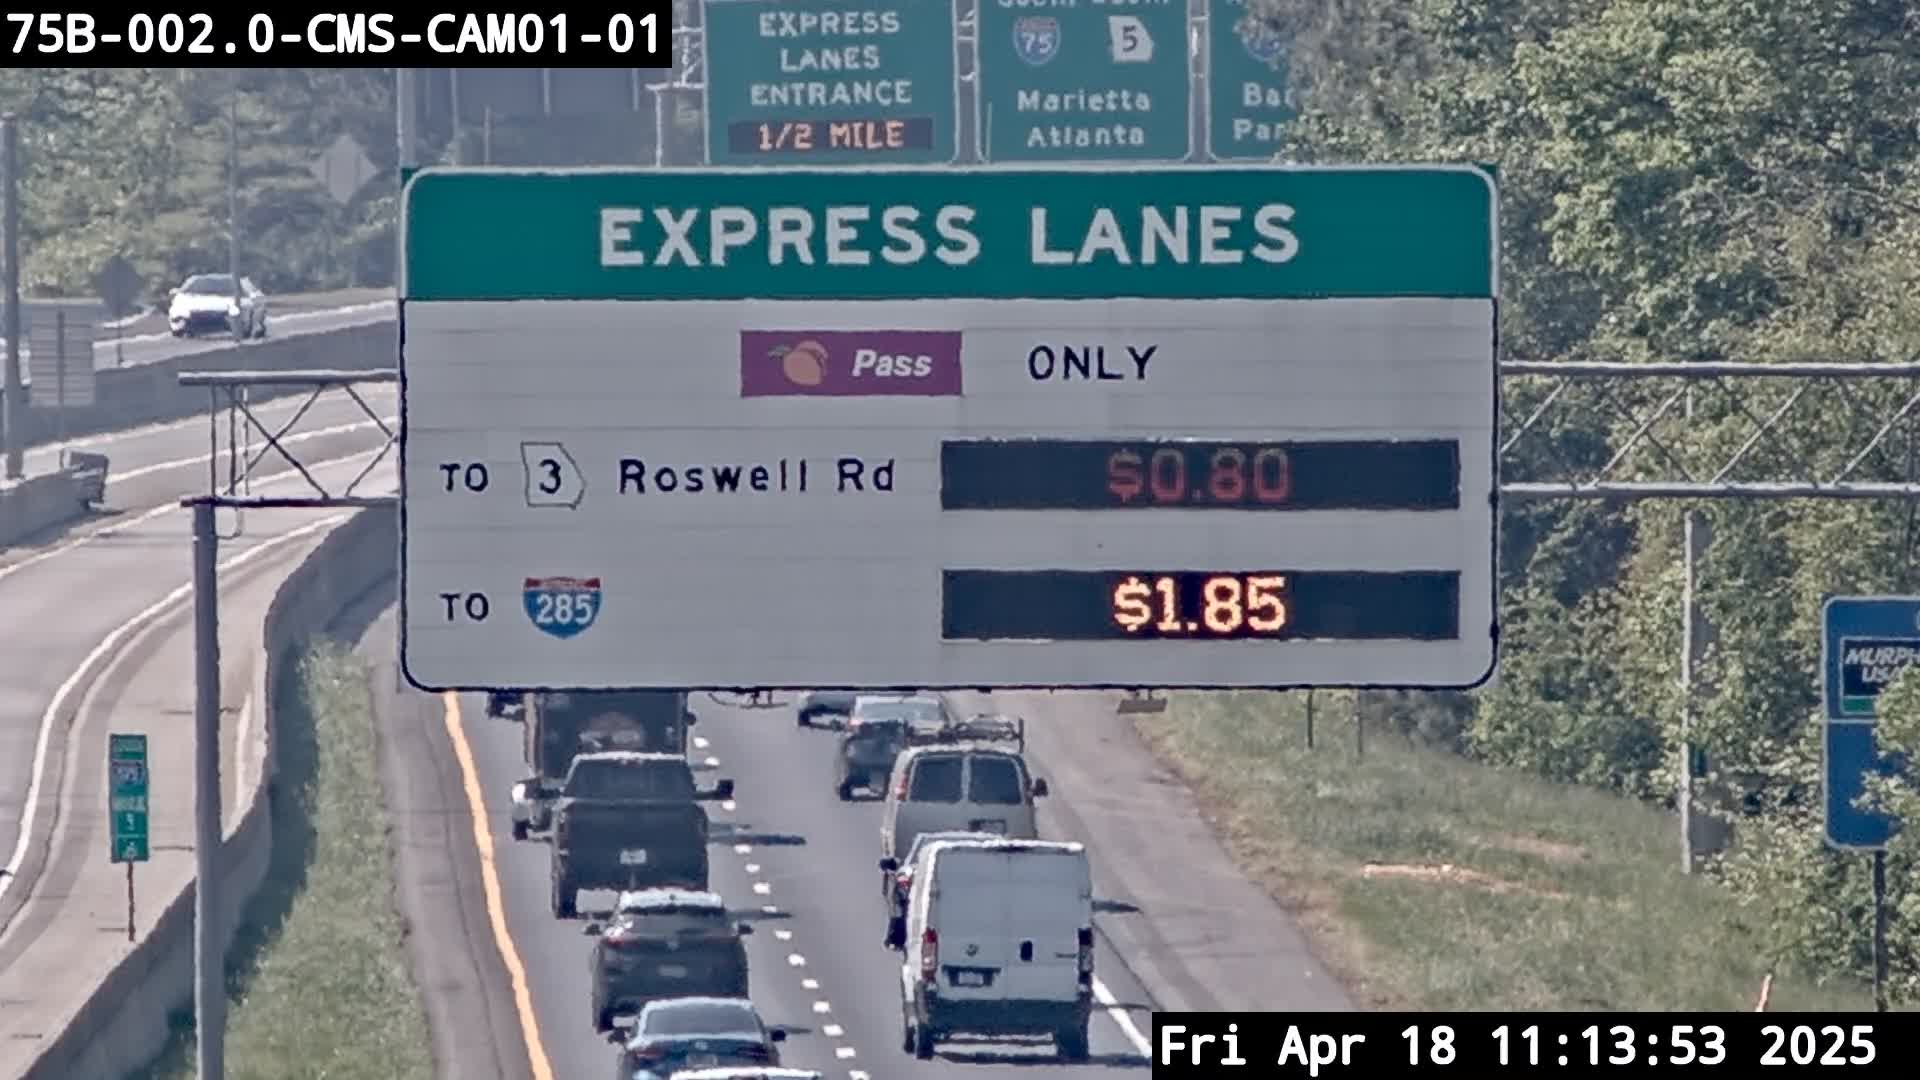 75B-002.0-CMS-CAM01-01
EXPRESS
LANES
ENTRANCE
1/2 MILE
75 5
Marietta
Atlanta
EXPRESS LANES
Pass ONLY
TO 3 Roswell Rd $0.80
TO 285 $1.85
Fri Apr 18 11:13:53 2025